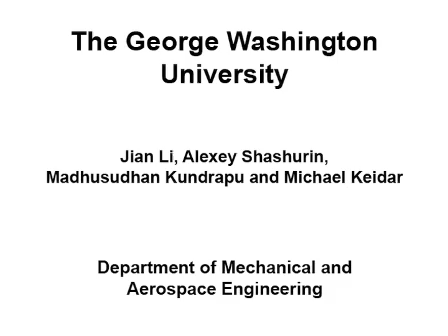 The George Washington
University
Jian Li, Alexey Shashurin,
Madhusudhan Kundrapu and Michael Keidar
Department of Mechanical and
Aerospace Engineering